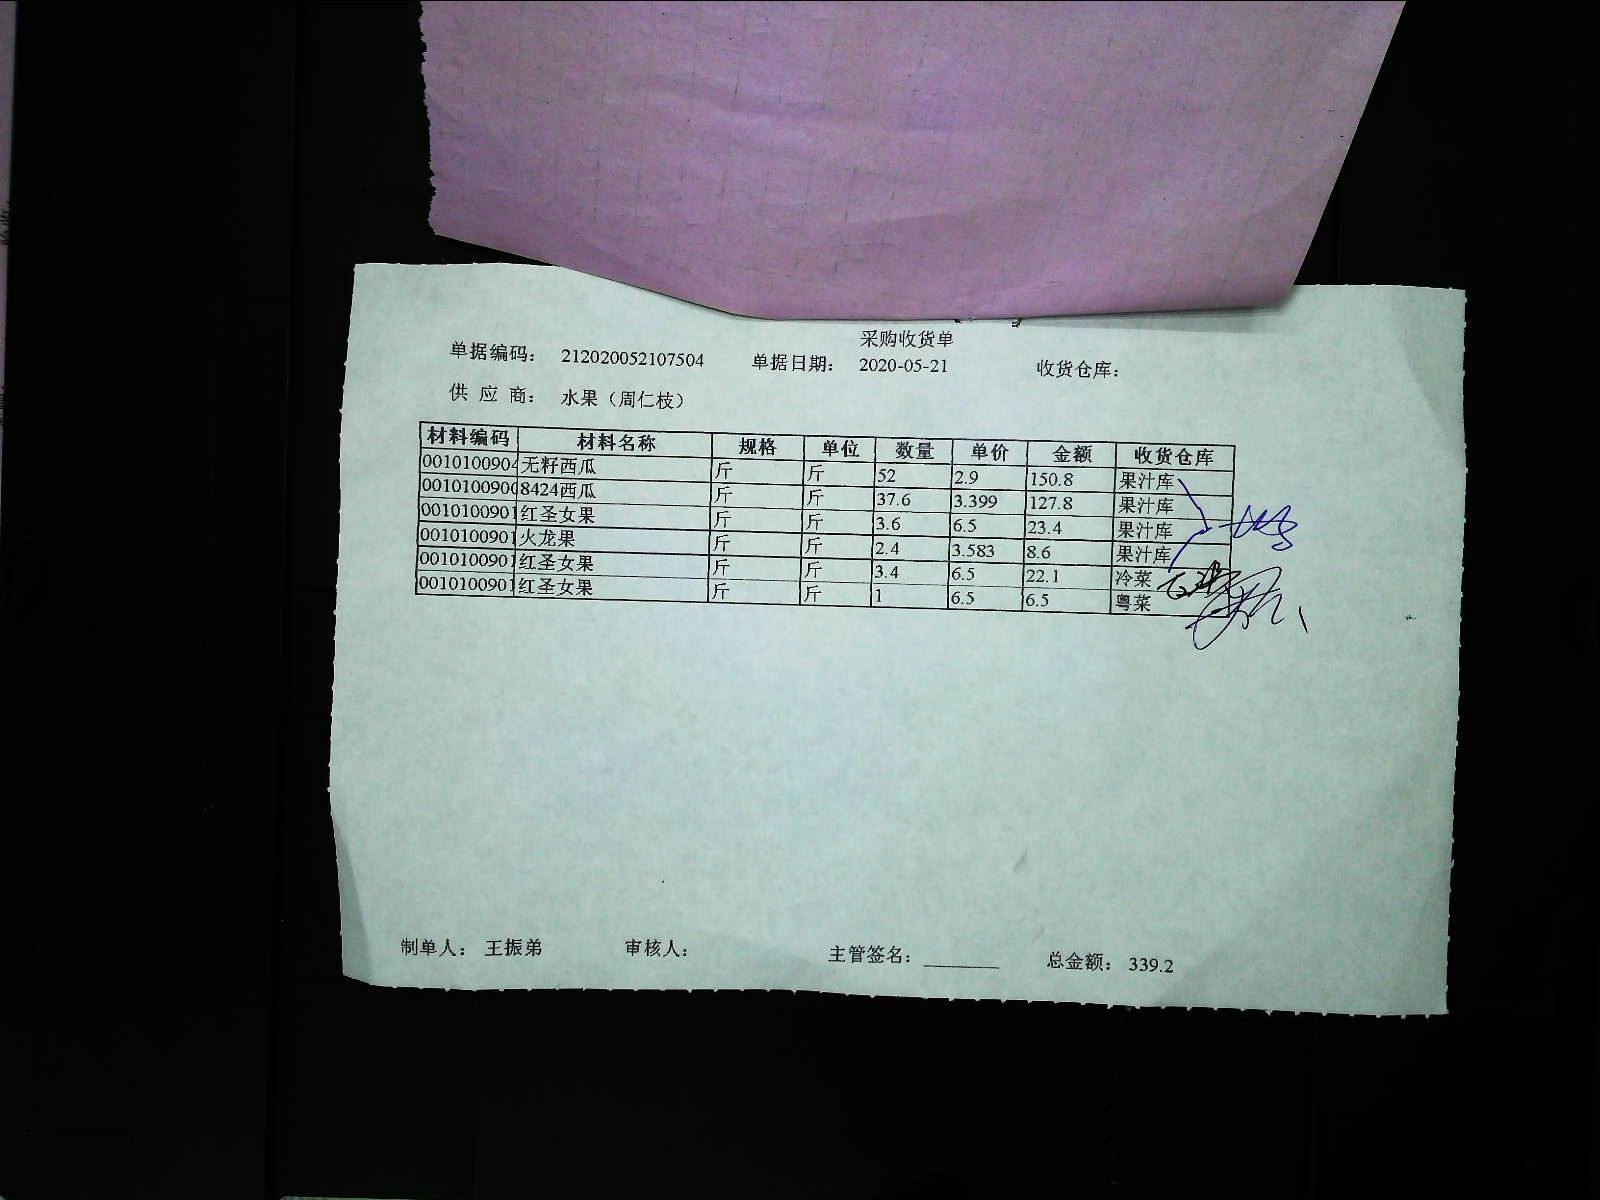 采购收货单
单据编码： 212020052107504 单据日期： 2020-05-21 收货仓库：
供 应 商： 水果（周仁枝）
材料编码 材料名称 规格 单位 数量 单价 金额 收货仓库
0010100904 无籽西瓜 斤 斤 52 2.9 150.8 果汁库
0010100900 8424西瓜 斤 斤 37.6 3.399 127.8 果汁库
0010100901 红圣女果 斤 斤 3.6 6.5 23.4 果汁库
0010100901 火龙果 斤 斤 2.4 3.583 8.6 果汁库
0010100901 红圣女果 斤 斤 3.4 6.5 22.1 冷菜
0010100901 红圣女果 斤 斤 1 6.5 6.5 粤菜
制单人： 王振弟 审核人： 主管签名： 总金额： 339.2